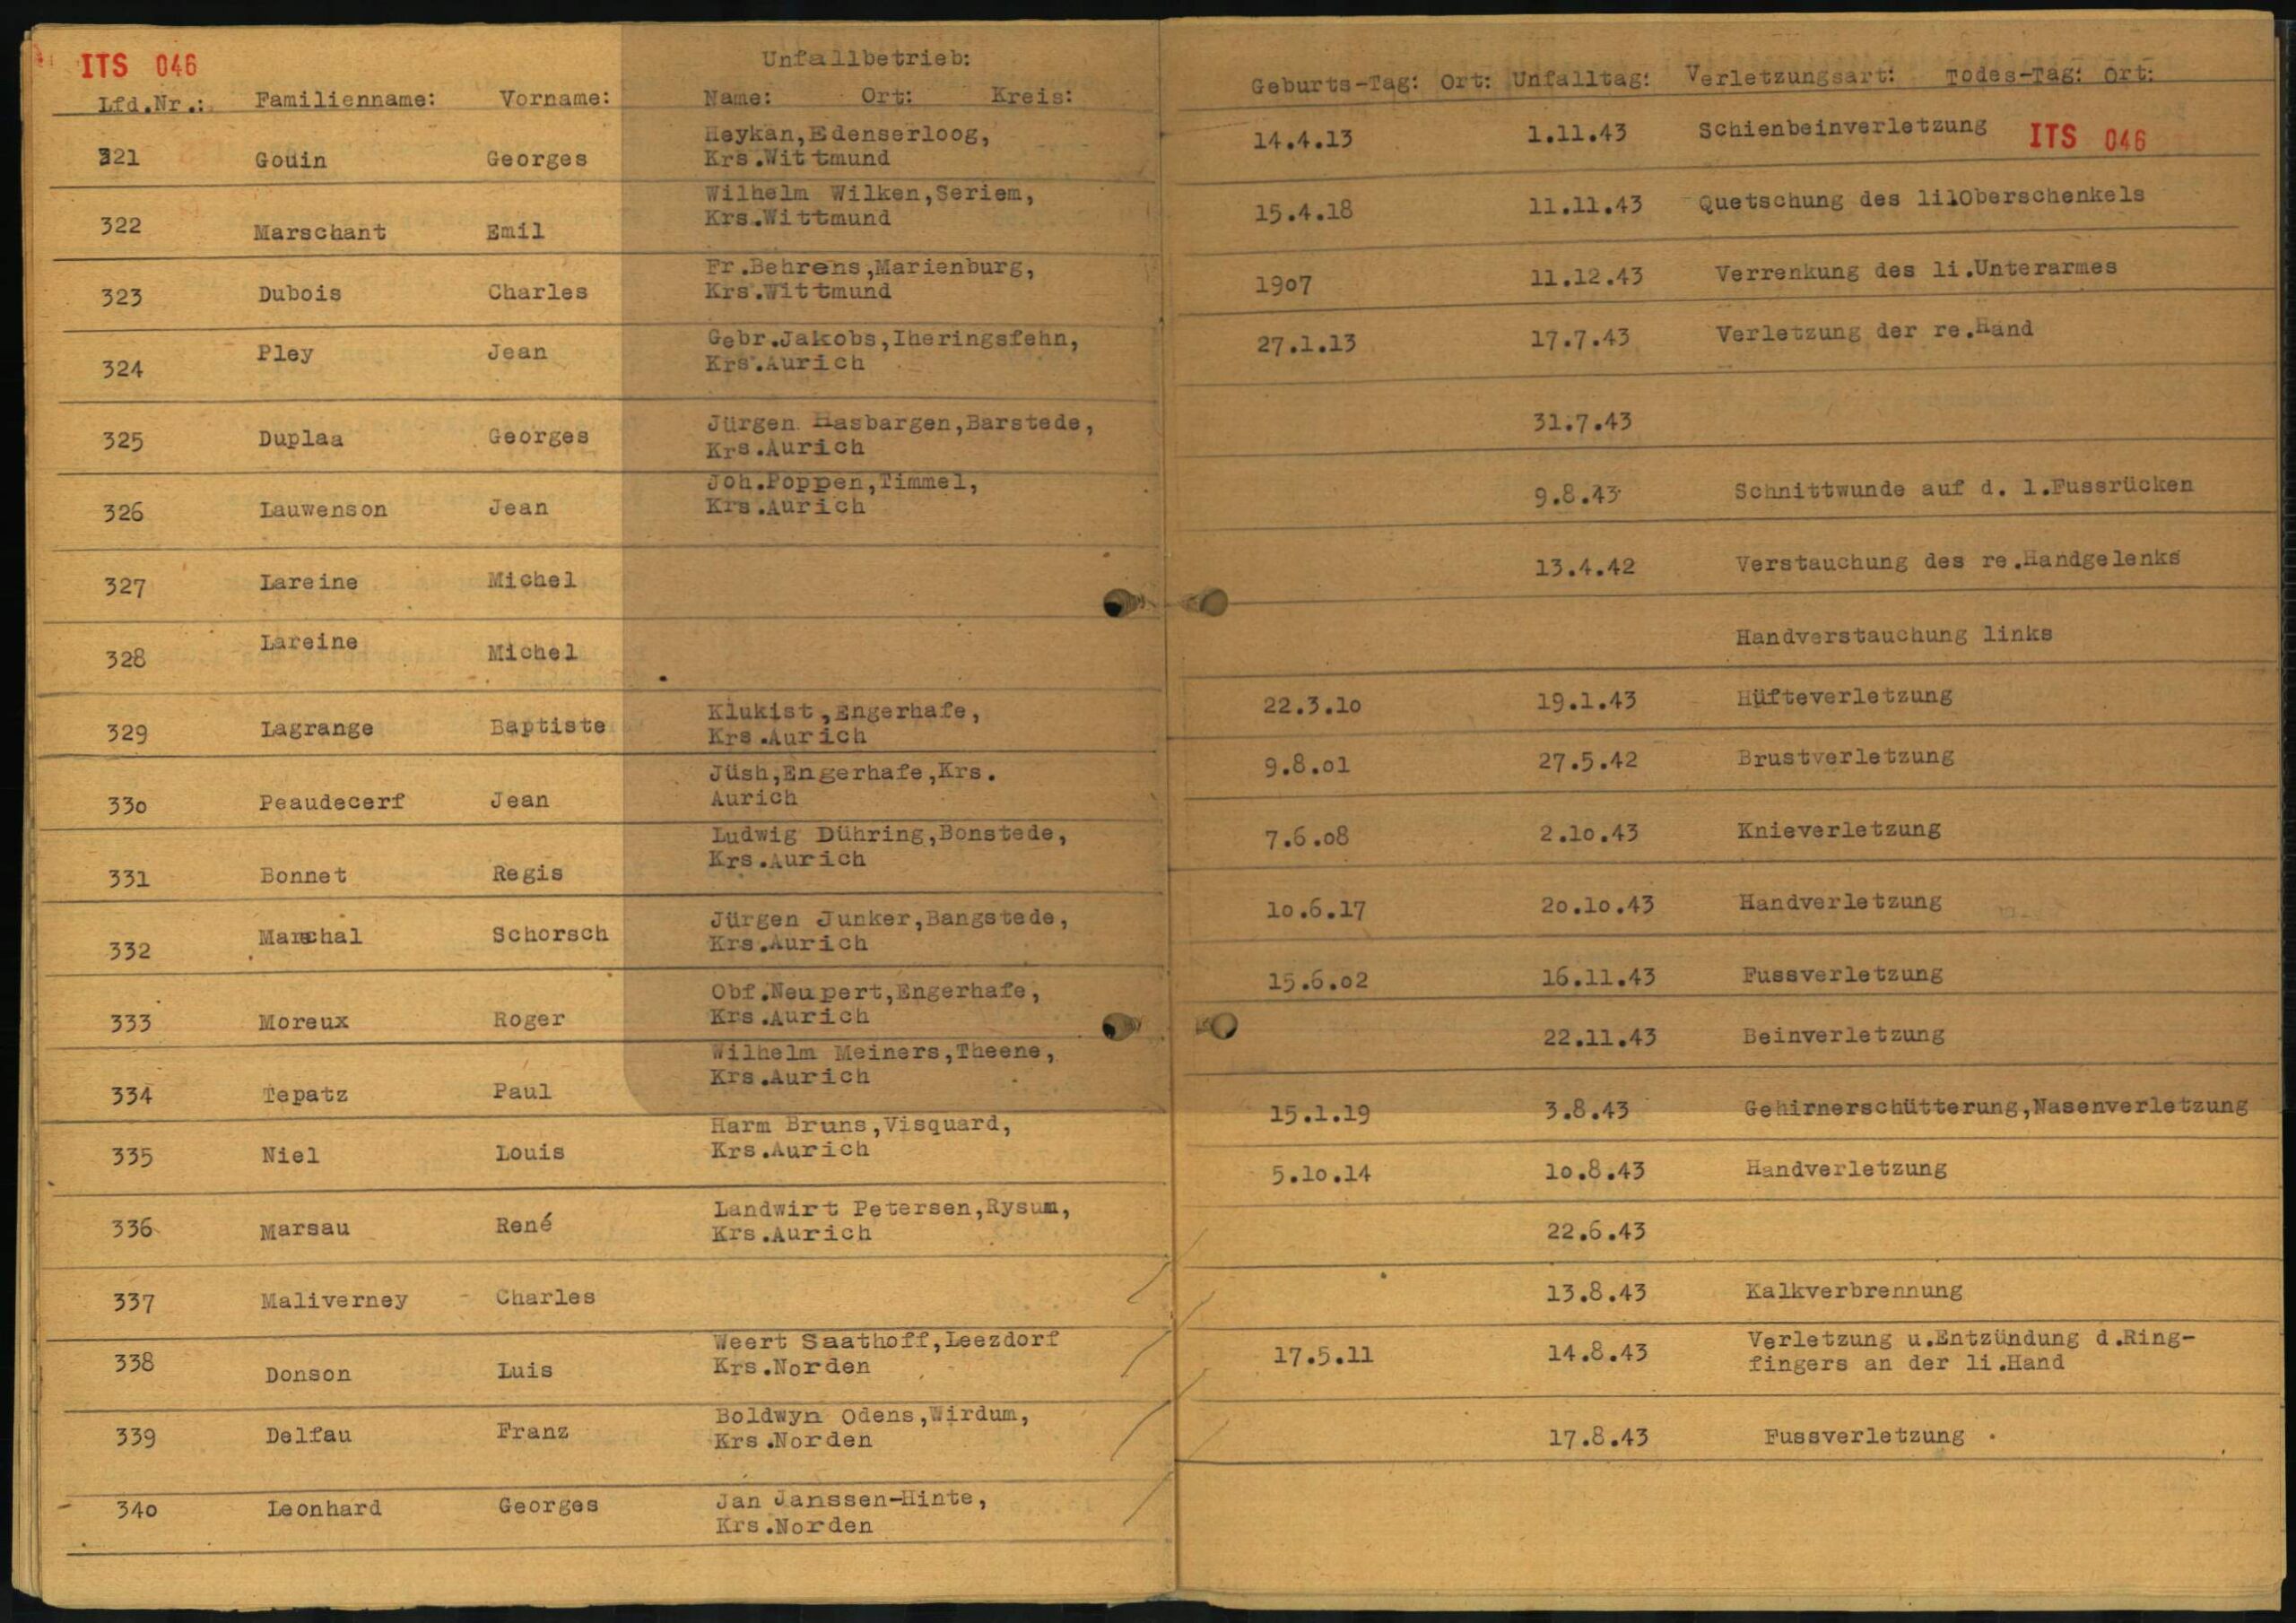 ITS 046
Unfallbetrieb:
Lfd.Nr.: Familienname: Vorname: Name: Ort: Kreis:
321 Gouin Georges Heykan,Edenserloog,
Krs.Wittmund
322 Marschant Emil Wilhelm Wilken,Seriem,
Krs.Wittmund
323 Dubois Charles Fr.Behrens,Marienburg,
Krs.Wittmund
324 Pley Jean Gebr.Jakobs,Iheringsfehn,
Krs.Aurich
325 Duplaa Georges Jürgen Hasbargen,Barstede,
Krs.Aurich
326 Lauwenson Jean Joh.Poppen,Timmel,
Krs.Aurich
327 Lareine Michel
328 Lareine Michel
329 Lagrange Baptiste Klukist,Engerhafe,
Krs.Aurich
330 Peaudecerf Jean Jüsh,Engerhafe,Krs.
Aurich
331 Bonnet Regis Ludwig Dühring,Bonstede,
Krs.Aurich
332 Marschal Schorsch Jürgen Junker,Bangstede,
Krs.Aurich
333 Moreux Roger Obf.Neupert,Engerhafe,
Krs.Aurich
334 Tepatz Paul Wilhelm Meiners,Theene,
Krs.Aurich
335 Niel Louis Harm Bruns,Visquard,
Krs.Aurich
336 Marsau René Landwirt Petersen,Rysum,
Krs.Aurich
337 Maliverney Charles
338 Donson Luis Weert Saathoff,Leezdorf
Krs.Norden
339 Delfau Franz Boldwyn Odens,Wirdum,
Krs.Norden
340 Leonhard Georges Jan Janssen-Hinte,
Krs.Norden
Geburts-Tag: Ort: Unfalltag: Verletzungsart: Todes-Tag: Ort:
14.4.13 1.11.43 Schienbeinverletzung ITS 046
15.4.18 11.11.43 Quetschung des liLOberschenkels
1907 11.12.43 Verrenkung des li.Unterarmes
27.1.13 17.7.43 Verletzung der re.Hand
31.7.43
9.8.43 Schnittwunde auf d. l.Fussrücken
13.4.42 Verstauchung des re.Handgelenks
Handverstauchung links
22.3.10 19.1.43 Hüfteverletzung
9.8.01 27.5.42 Brustverletzung
7.6.08 2.10.43 Knieverletzung
10.6.17 20.10.43 Handverletzung
15.6.02 16.11.43 Fussverletzung
22.11.43 Beinverletzung
15.1.19 3.8.43 Gehirnerschütterung,Nasenverletzung
5.10.14 10.8.43 Handverletzung
22.6.43
13.8.43 Kalkverbrennung
17.5.11 14.8.43 Verletzung u.Entzündung d.Ring-
fingers an der li.Hand
17.8.43 Fussverletzung